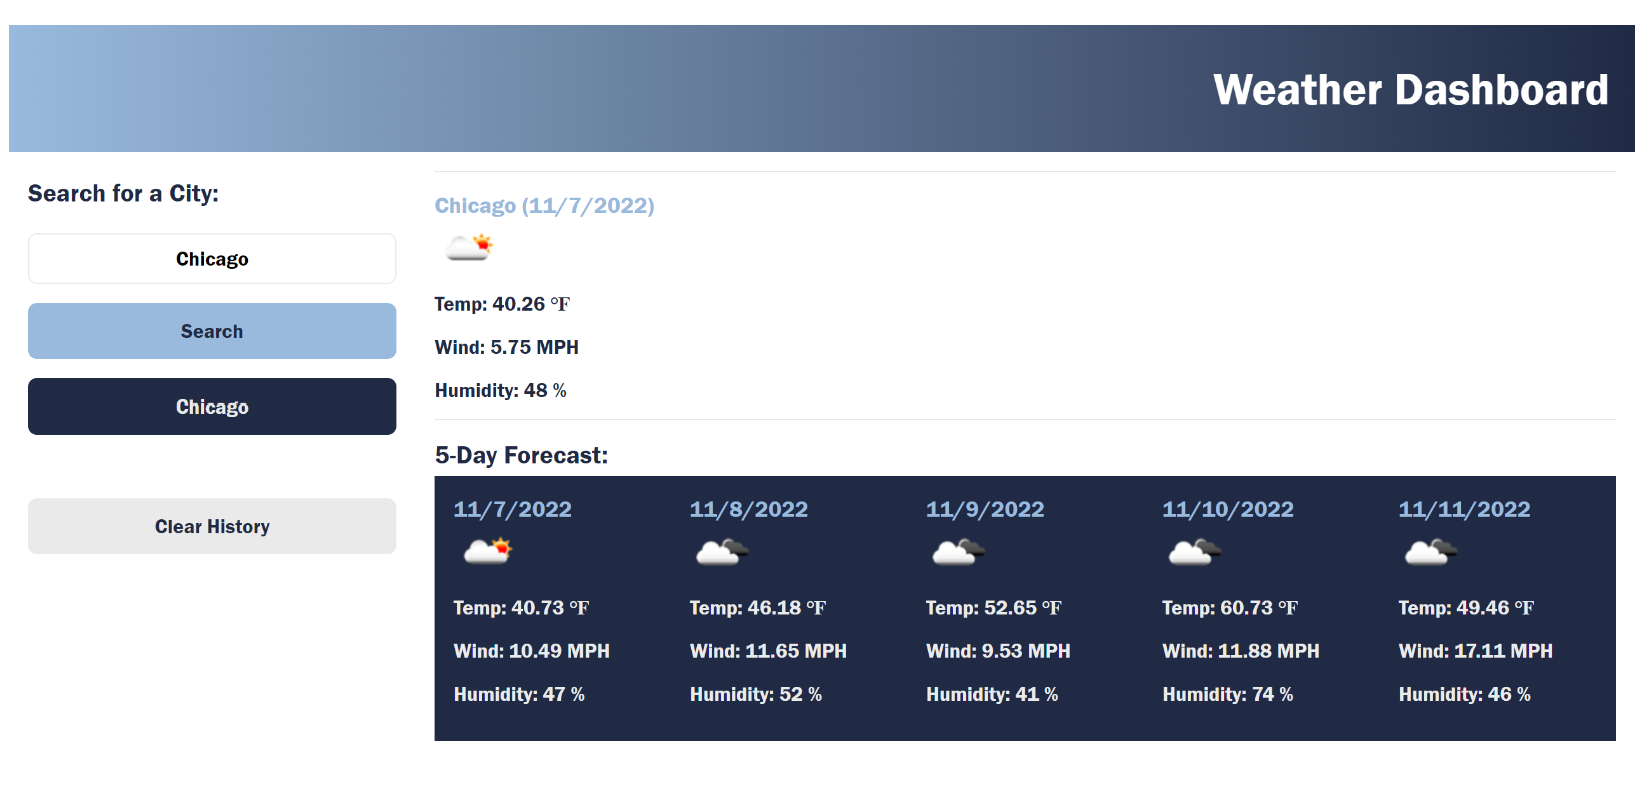 Weather Dashboard
Search for a City:
Chicago
Search
Chicago
Clear History
Chicago (11/7/2022)
Temp: 40.26 °F
Wind: 5.75 MPH
Humidity: 48 %
5-Day Forecast:
11/7/2022
Temp: 40.73 °F
Wind: 10.49 MPH
Humidity: 47 %
11/8/2022
Temp: 46.18 °F
Wind: 11.65 MPH
Humidity: 52 %
11/9/2022
Temp: 52.65 °F
Wind: 9.53 MPH
Humidity: 41 %
11/10/2022
Temp: 60.73 °F
Wind: 11.88 MPH
Humidity: 74 %
11/11/2022
Temp: 49.46 °F
Wind: 17.11 MPH
Humidity: 46 %